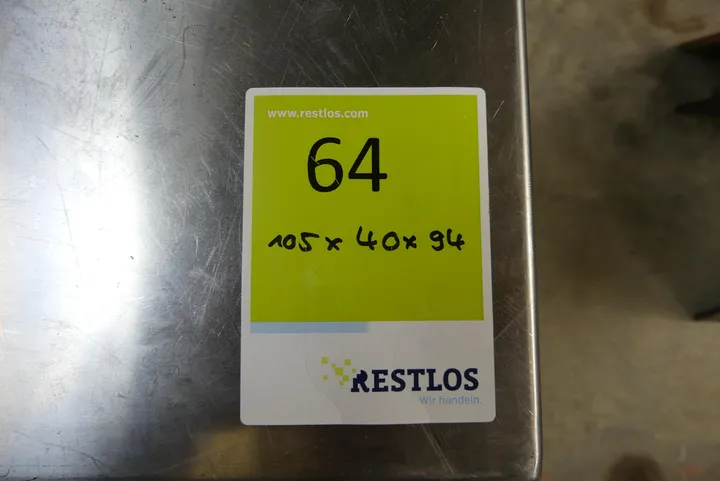 www.restlos.com
64
105 x 40 x 94
RESTLOS
Wir handeln.